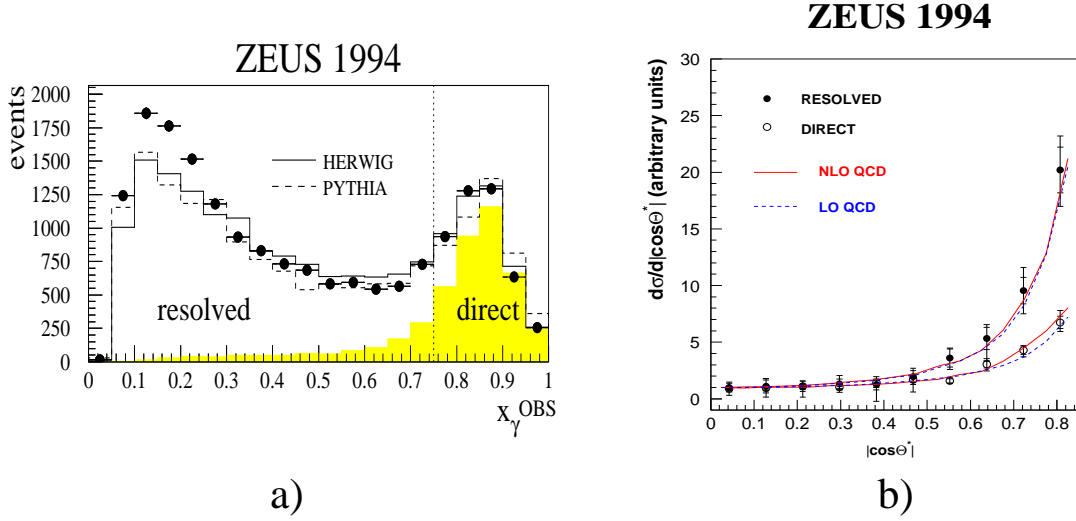 ZEUS 1994
events
2000
1750
1500
1250
1000
750
500
250
0
HERWIG
PYTHIA
resolved
direct
0 0.1 0.2 0.3 0.4 0.5 0.6 0.7 0.8 0.9 1
xγOBS
a)
ZEUS 1994
dσ/d|cosΘ*| (arbitrary units)
30
25
20
15
10
5
0
RESOLVED
DIRECT
NLO QCD
LO QCD
0 0.1 0.2 0.3 0.4 0.5 0.6 0.7 0.8
|cosΘ*|
b)